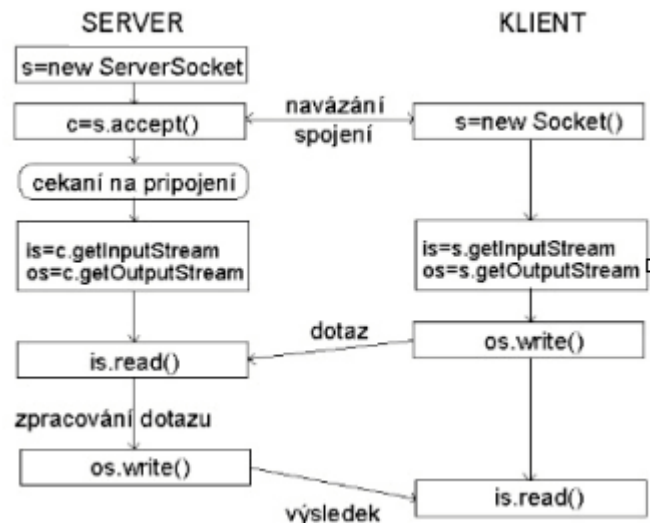 SERVER
KLIENT
s=new ServerSocket
c=s.accept()
navázání
spojení
s=new Socket()
cekaní na pripojení
is=c.getInputStream
os=c.getOutputStream
is=s.getInputStream
os=s.getOutputStream
dotaz
os.write()
is.read()
zpracování dotazu
os.write()
výsledek
is.read()